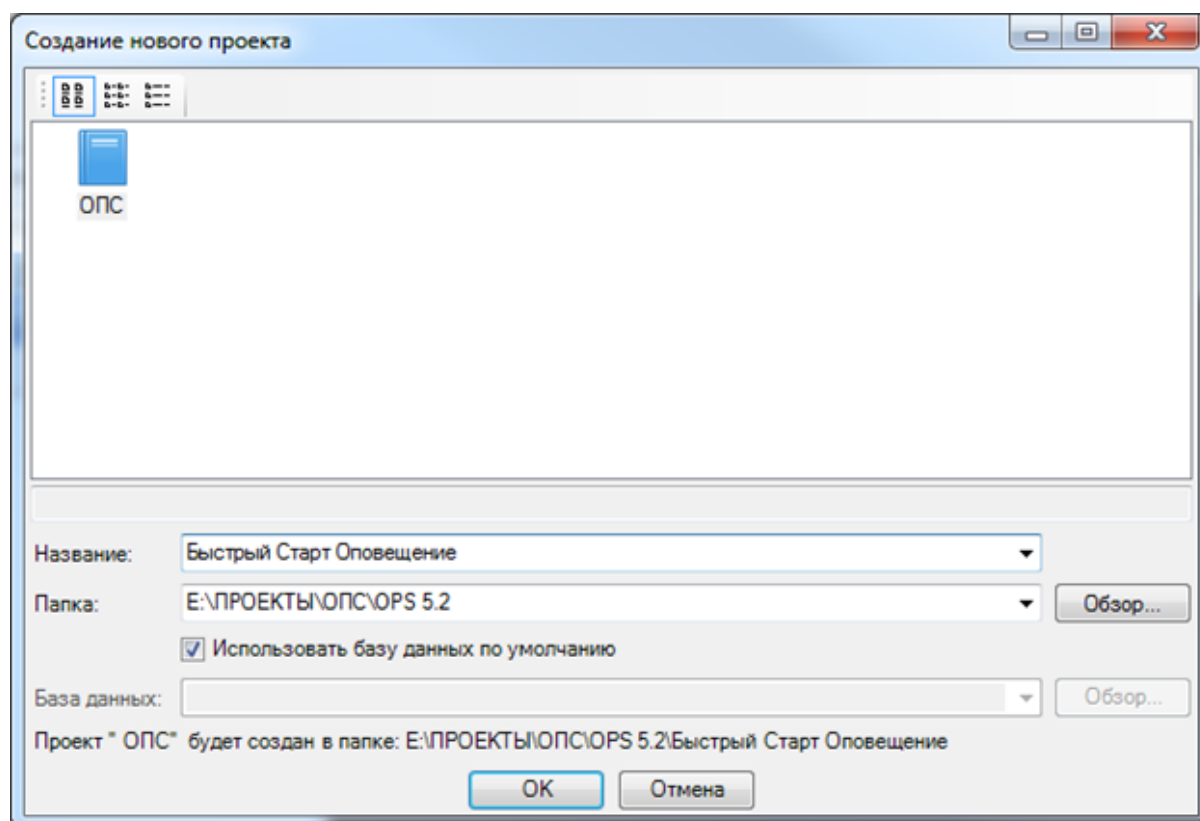 Создание нового проекта
ОПС
Название: Быстрый Старт Оповещение
Папка: E:\ПРОЕКТЫ\ОПС\OPS 5.2 Обзор...
Использовать базу данных по умолчанию
База данных: Обзор...
Проект " ОПС" будет создан в папке: E:\ПРОЕКТЫ\ОПС\OPS 5.2\Быстрый Старт Оповещение
OK Отмена